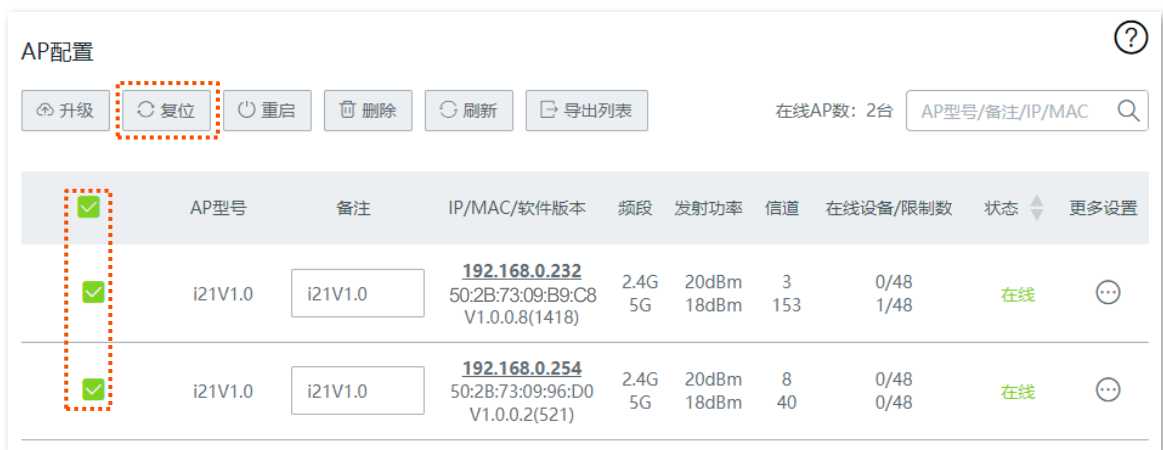 AP配置
升级 复位 重启 删除 刷新 导出列表 在线AP数：2台 AP型号/备注/IP/MAC
AP型号 备注 IP/MAC/软件版本 频段 发射功率 信道 在线设备/限制数 状态 更多设置
192.168.0.232
i21V1.0 i21V1.0 50:2B:73:09:B9:C8 2.4G 20dBm 3 0/48 在线
V1.0.0.8(1418) 5G 18dBm 153 1/48
192.168.0.254
i21V1.0 i21V1.0 50:2B:73:09:96:D0 2.4G 20dBm 8 0/48 在线
V1.0.0.2(521) 5G 18dBm 40 0/48